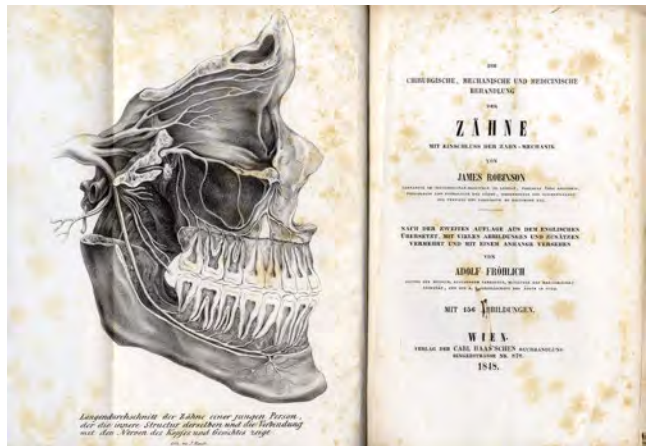 Längendurchschnitt der Zähne einer jungen Person,
der die innere Structur derselben und die Verbindung
mit den Nerven des Kopfes und Gesichtes zeigt.
DIE
CHIRURGISCHE, MECHANISCHE UND MEDICINISCHE
BEHANDLUNG
DER
ZÄHNE
MIT EINSCHLUSS DER ZAHN-MECHANIK
VON
JAMES ROBINSON
NACH DER ZWEITEN AUFLAGE AUS DEM ENGLISCHEN
ÜBERSETZT, MIT VIELEN ABBILDUNGEN UND ZUSÄTZEN
VERMEHRT UND MIT EINEM ANHANGE VERSEHEN
VON
ADOLF FRÖHLICH
MIT 156 ABBILDUNGEN.
WIEN.
VERLAG DER CARL HAAS'SCHEN BUCHHANDLUNG
1848.